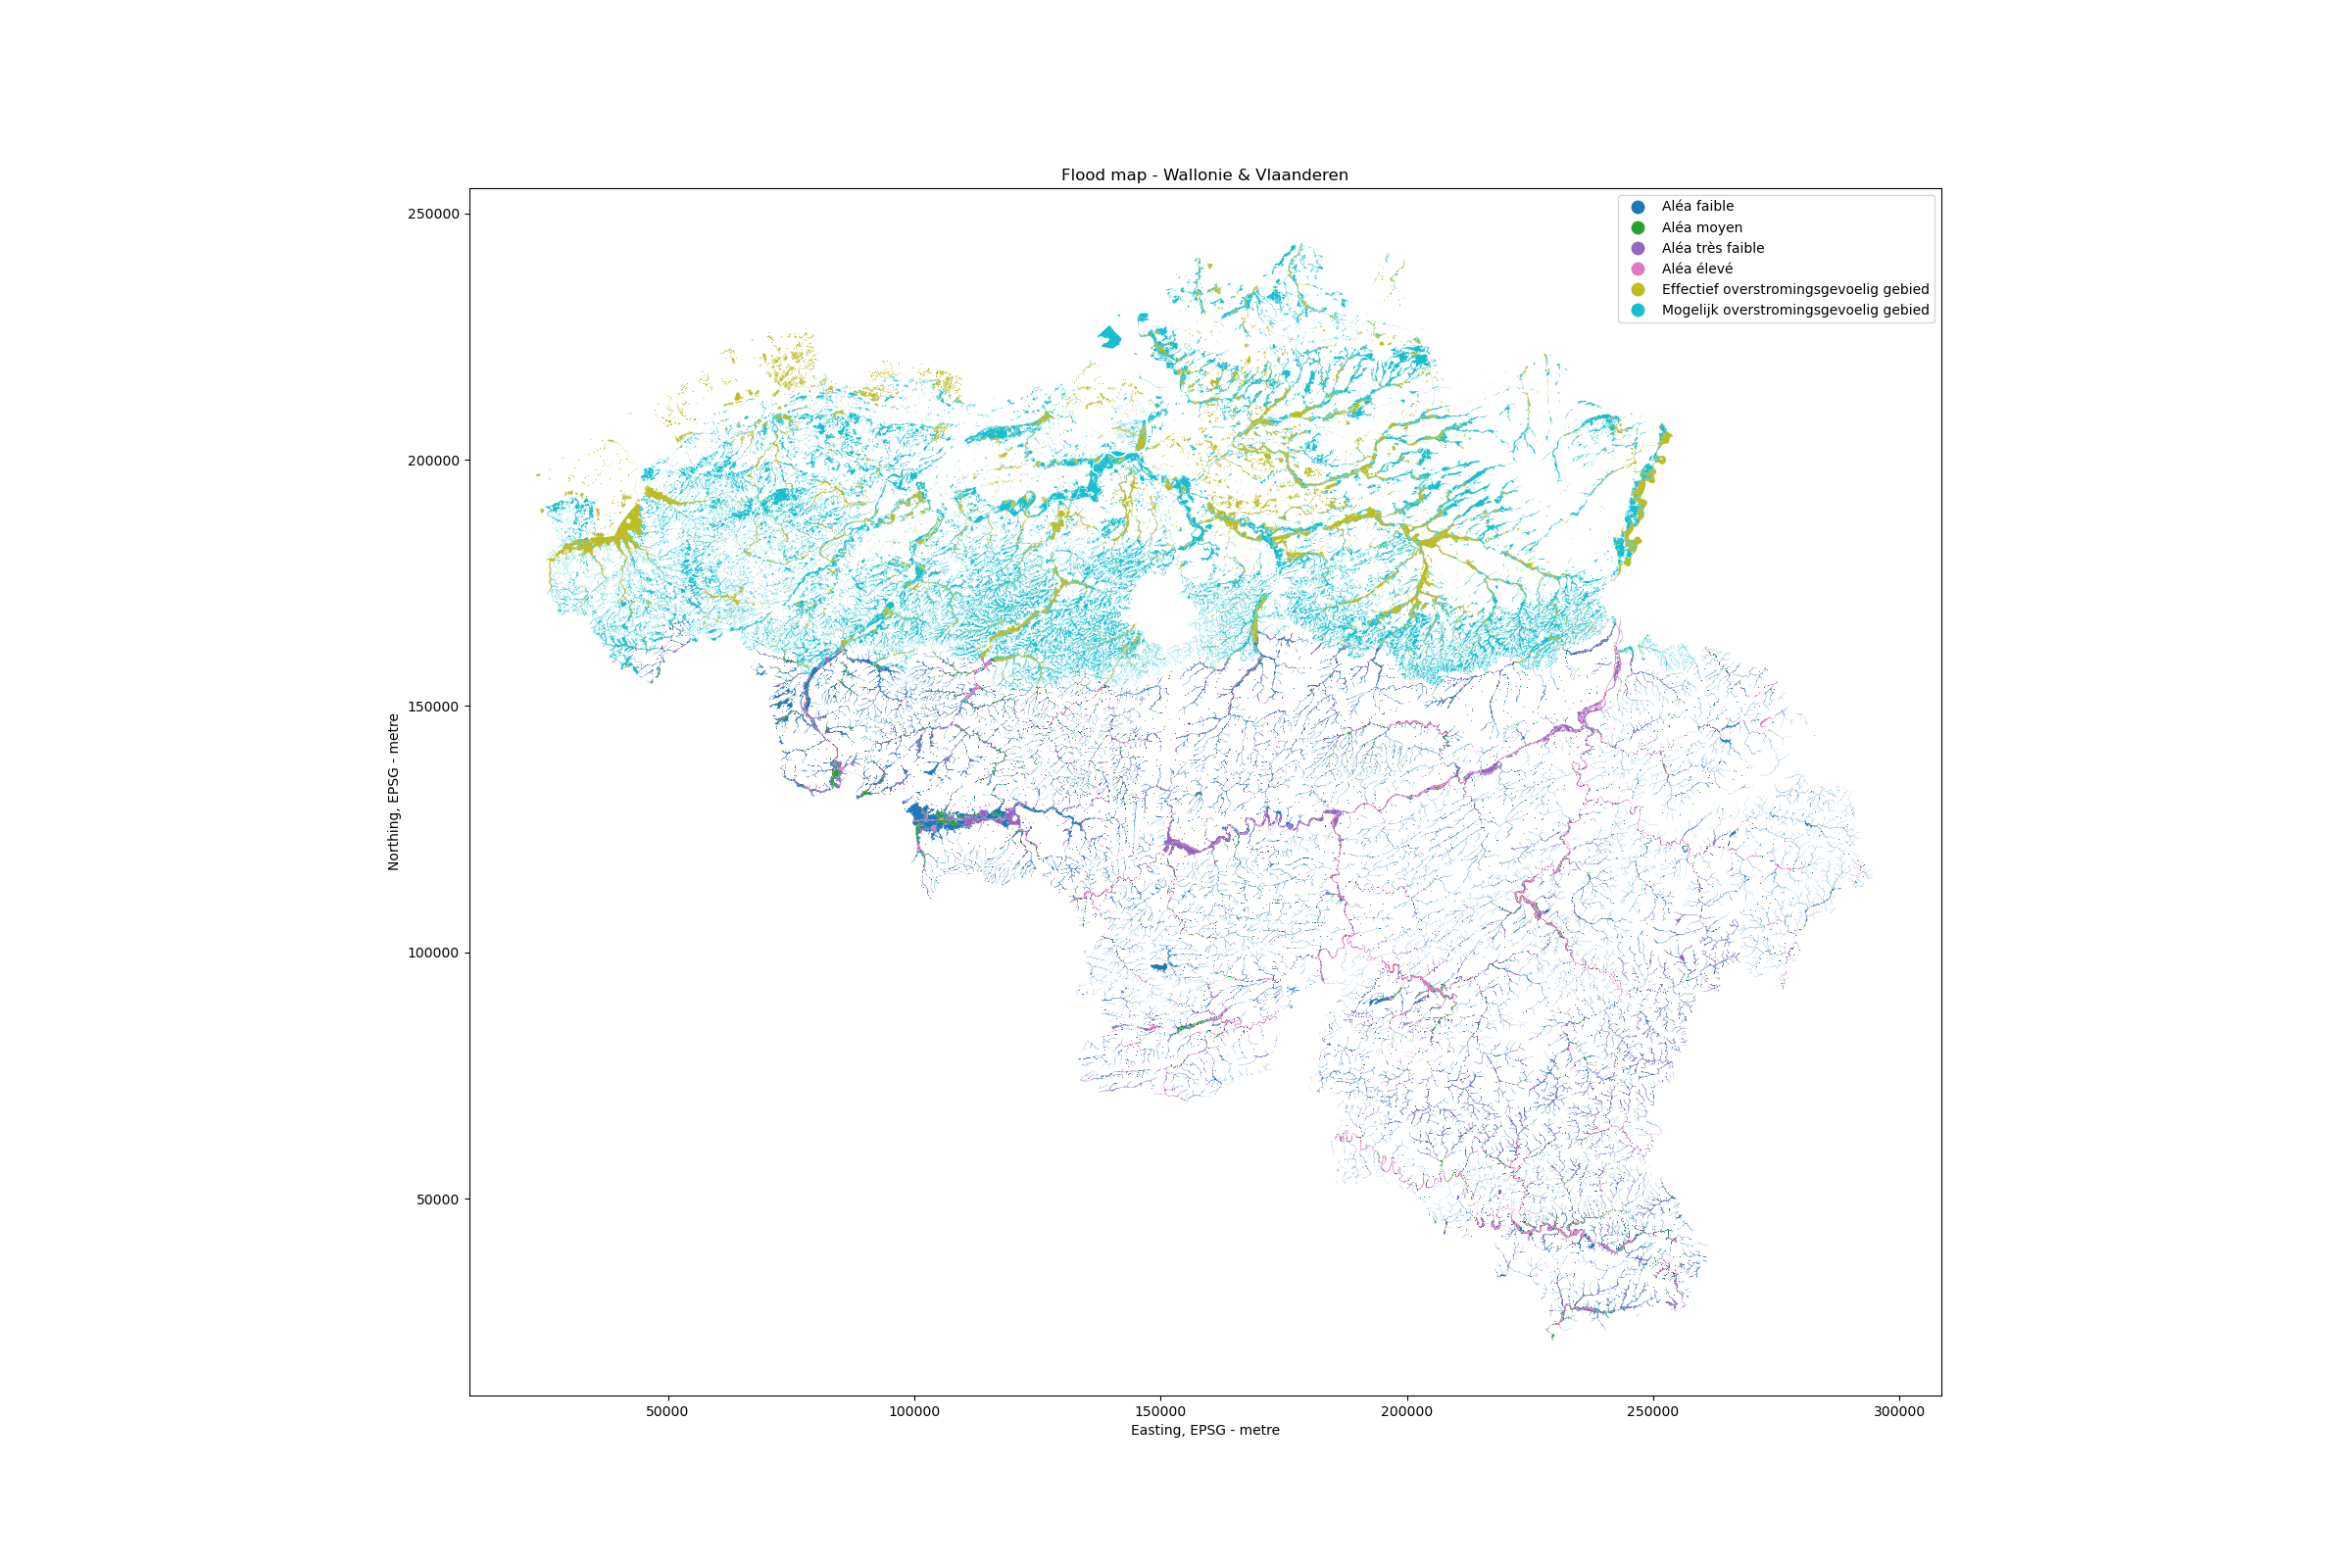 Flood map - Wallonie & Vlaanderen
250000
200000
150000
100000
50000
Northing, EPSG - metre
Aléa faible
Aléa moyen
Aléa très faible
Aléa élevé
Effectief overstromingsgevoelig gebied
Mogelijk overstromingsgevoelig gebied
50000
100000
150000
200000
250000
300000
Easting, EPSG - metre